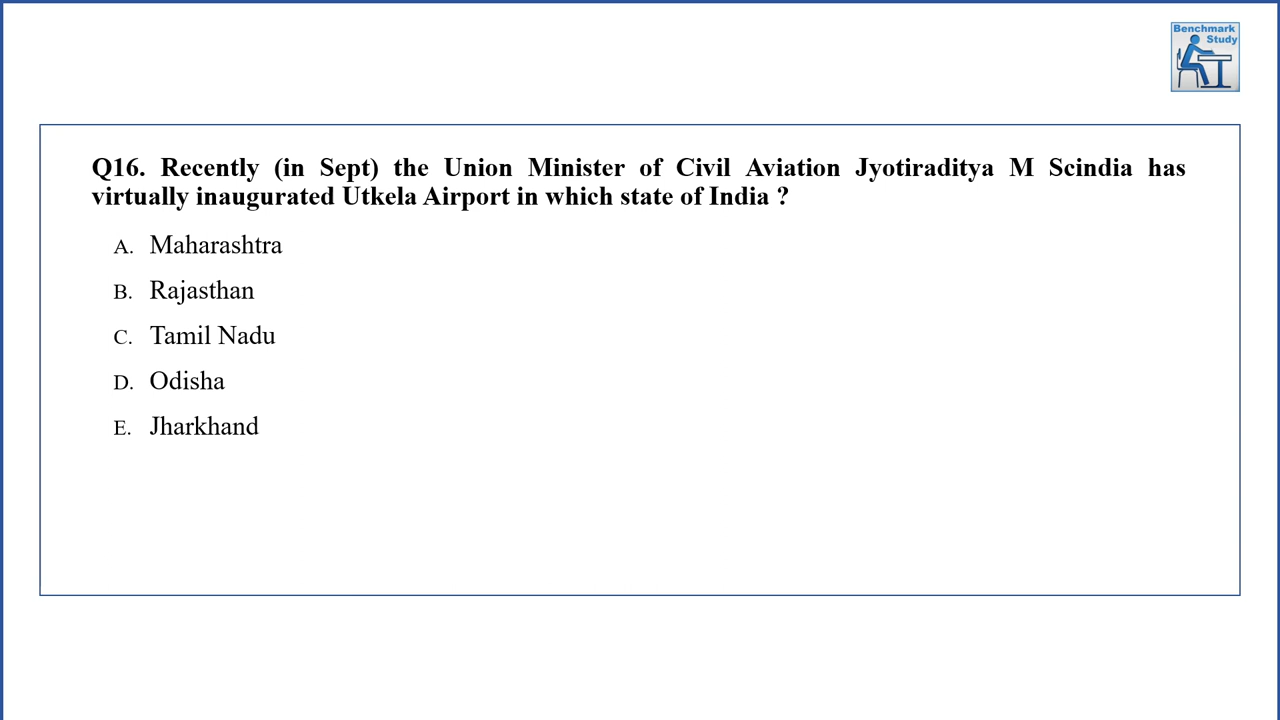 Benchmark
Study
Q16. Recently (in Sept) the Union Minister of Civil Aviation Jyotiraditya M Scindia has
virtually inaugurated Utkela Airport in which state of India ?
A. Maharashtra
B. Rajasthan
C. Tamil Nadu
D. Odisha
E. Jharkhand